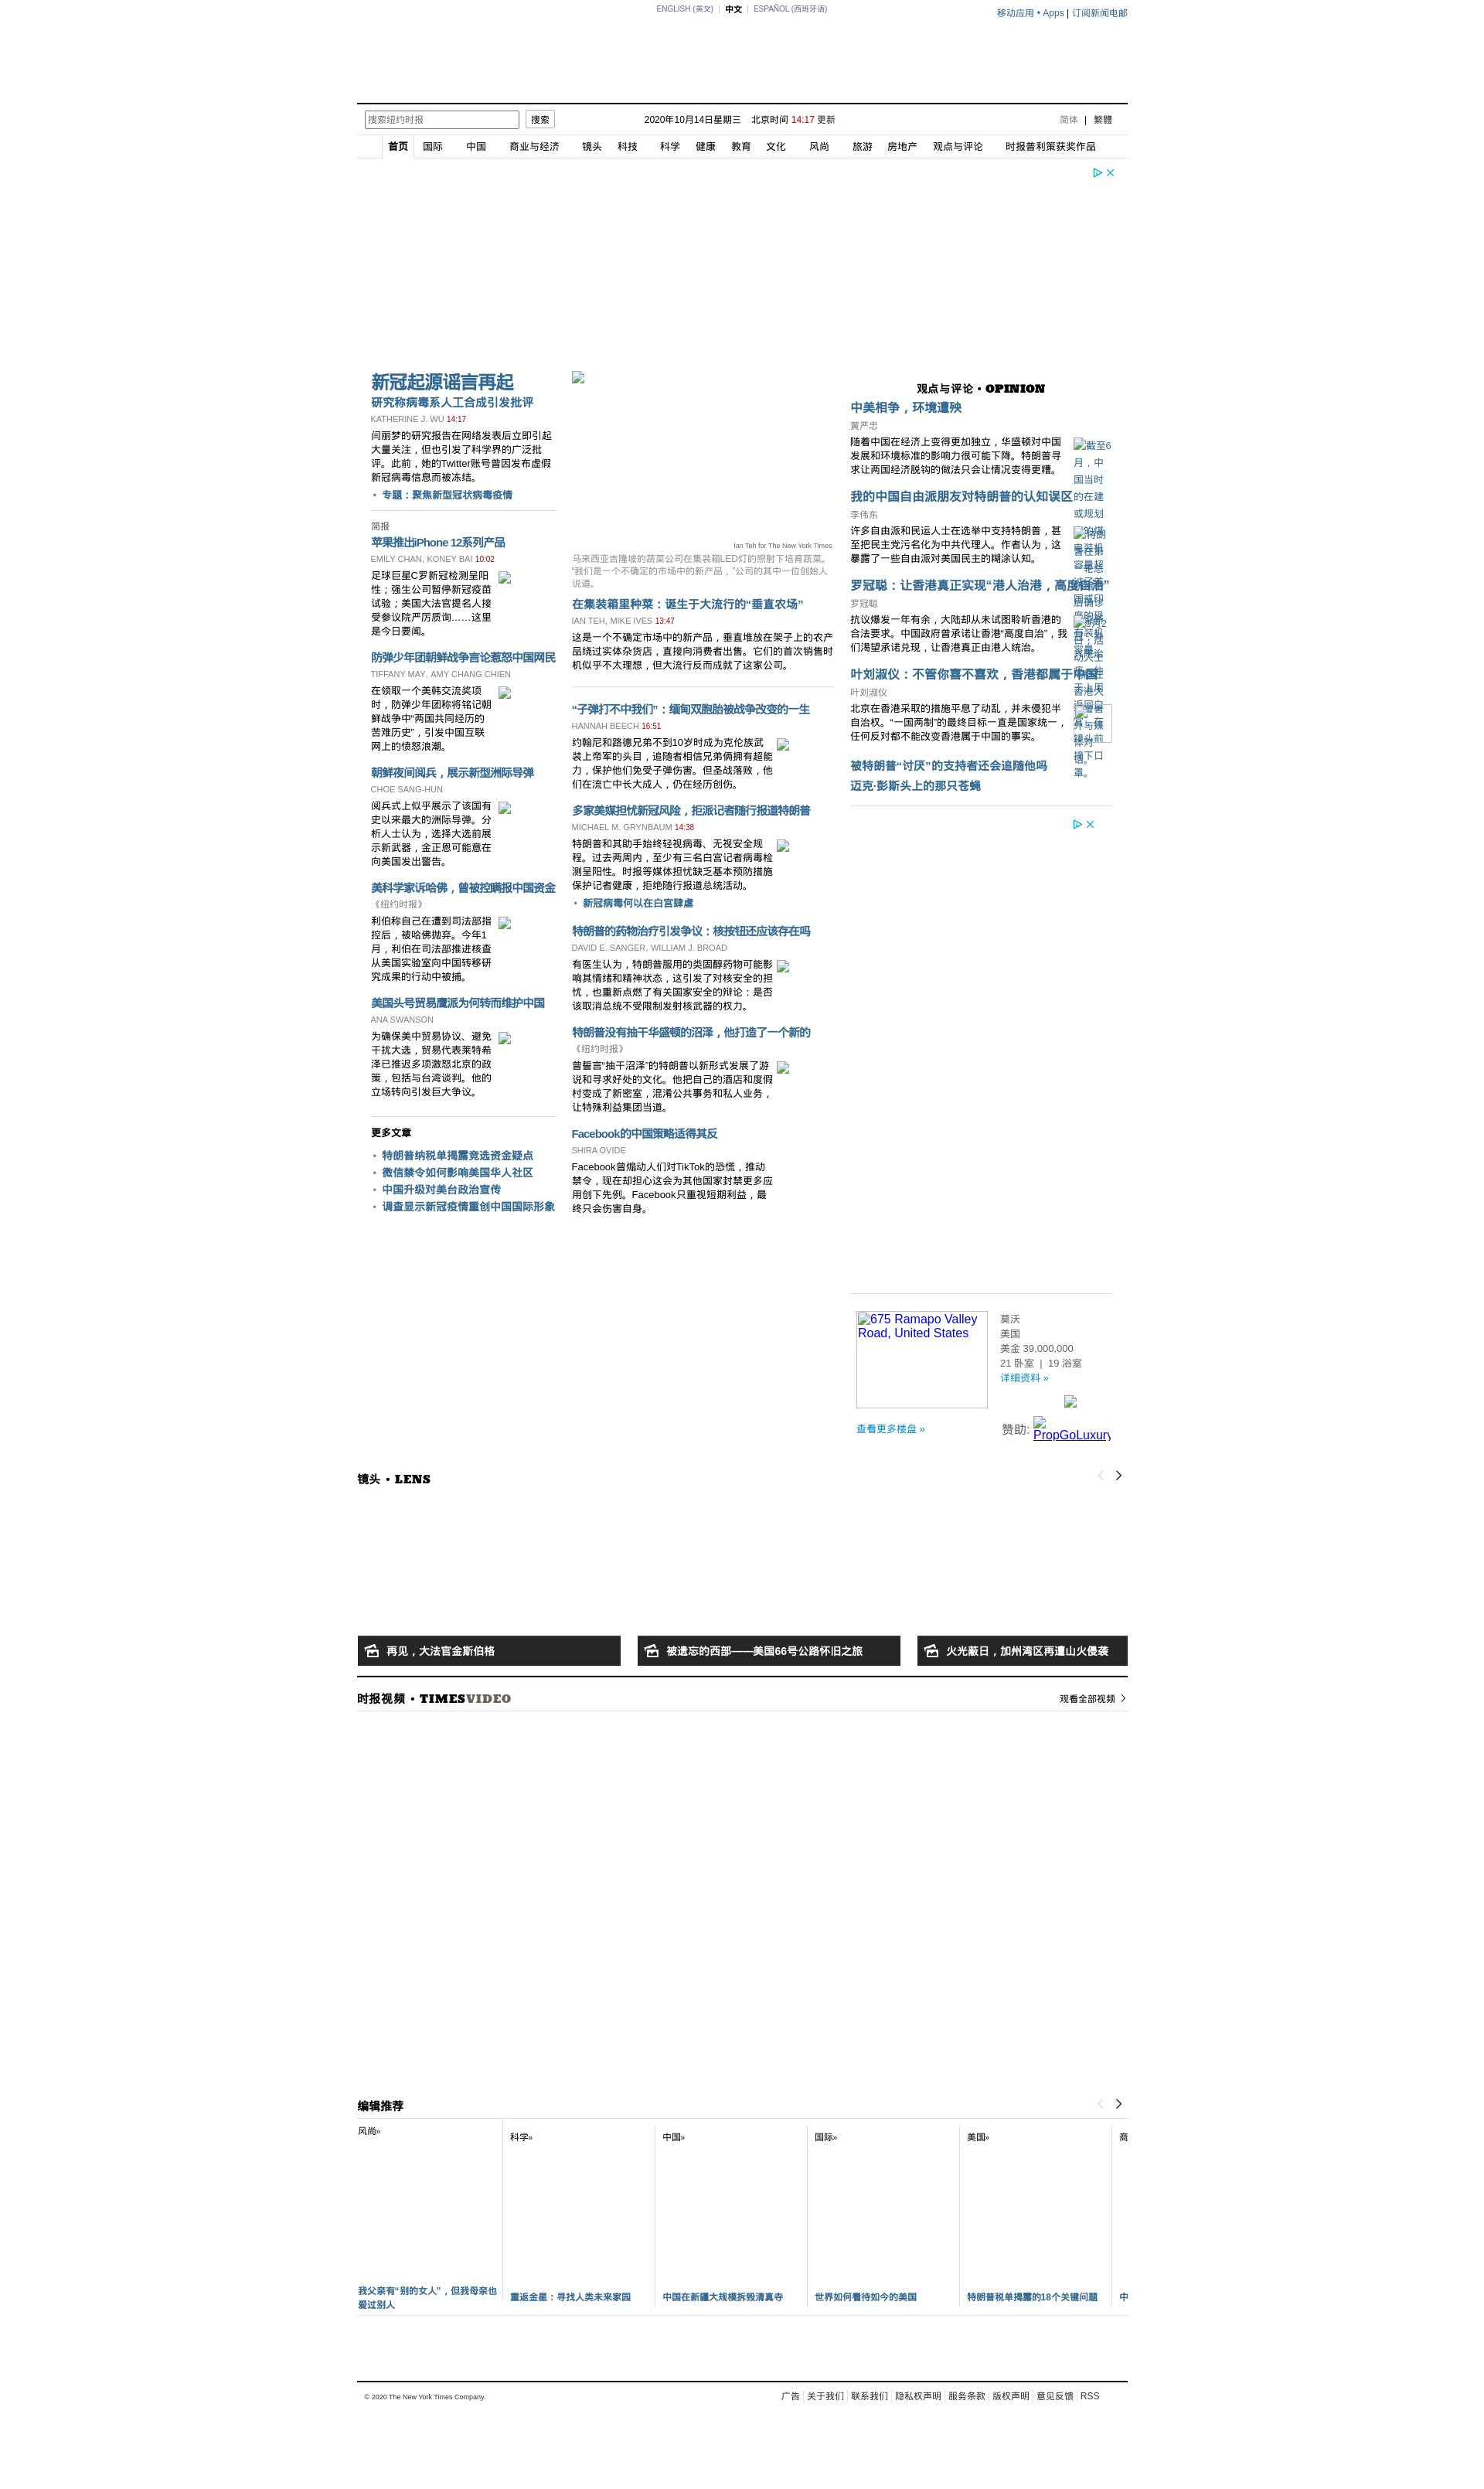 ENGLISH (英文) | 中文 | ESPAÑOL (西班牙语)
移动应用 • Apps | 订阅新闻电邮
搜索纽约时报 搜索
2020年10月14日星期三 北京时间 14:17 更新
简体 | 繁體
首页 国际 中国 商业与经济 镜头 科技 科学 健康 教育 文化 风尚 旅游 房地产 观点与评论 时报普利策获奖作品
新冠起源谣言再起
研究称病毒系人工合成引发批评
KATHERINE J. WU 14:17
闫丽梦的研究报告在网络发表后立即引起
大量关注，但也引发了科学界的广泛批
评。此前，她的Twitter账号曾因发布虚假
新冠病毒信息而被冻结。
• 专题：聚焦新型冠状病毒疫情
简报
苹果推出iPhone 12系列产品
EMILY CHAN, KONEY BAI 10:02
足球巨星C罗新冠检测呈阳
性；强生公司暂停新冠疫苗
试验；美国大法官提名人接
受参议院严厉质询……这里
是今日要闻。
防弹少年团朝鲜战争言论惹怒中国网民
TIFFANY MAY, AMY CHANG CHIEN
在领取一个美韩交流奖项
时，防弹少年团称将铭记朝
鲜战争中“两国共同经历的
苦难历史”，引发中国互联
网上的愤怒浪潮。
朝鲜夜间阅兵，展示新型洲际导弹
CHOE SANG-HUN
阅兵式上似乎展示了该国有
史以来最大的洲际导弹。分
析人士认为，选择大选前展
示新武器，金正恩可能意在
向美国发出警告。
美科学家诉哈佛，曾被控瞒报中国资金
《纽约时报》
利伯称自己在遭到司法部指
控后，被哈佛抛弃。今年1
月，利伯在司法部推进核查
从美国实验室向中国转移研
究成果的行动中被捕。
美国头号贸易鹰派为何转而维护中国
ANA SWANSON
为确保美中贸易协议、避免
干扰大选，贸易代表莱特希
泽已推迟多项激怒北京的政
策，包括与台湾谈判。他的
立场转向引发巨大争议。
更多文章
• 特朗普纳税单揭露竞选资金疑点
• 微信禁令如何影响美国华人社区
• 中国升级对美台政治宣传
• 调查显示新冠疫情重创中国国际形象
Ian Teh for The New York Times
马来西亚吉隆坡的蔬菜公司在集装箱LED灯的照射下培育蔬菜。
“我们是一个不确定的市场中的新产品，”公司的其中一位创始人
说道。
在集装箱里种菜：诞生于大流行的“垂直农场”
IAN TEH, MIKE IVES 13:47
这是一个不确定市场中的新产品，垂直堆放在架子上的农产
品绕过实体杂货店，直接向消费者出售。它们的首次销售时
机似乎不太理想，但大流行反而成就了这家公司。
“子弹打不中我们”：缅甸双胞胎被战争改变的一生
HANNAH BEECH 16:51
约翰尼和路德兄弟不到10岁时成为克伦族武
装上帝军的头目，追随者相信兄弟俩拥有超能
力，保护他们免受子弹伤害。但圣战落败，他
们在流亡中长大成人，仍在经历创伤。
多家美媒担忧新冠风险，拒派记者随行报道特朗普
MICHAEL M. GRYNBAUM 14:38
特朗普和其助手始终轻视病毒、无视安全规
程。过去两周内，至少有三名白宫记者病毒检
测呈阳性。时报等媒体担忧缺乏基本预防措施
保护记者健康，拒绝随行报道总统活动。
• 新冠病毒何以在白宫肆虐
特朗普的药物治疗引发争议：核按钮还应该存在吗
DAVID E. SANGER, WILLIAM J. BROAD
有医生认为，特朗普服用的类固醇药物可能影
响其情绪和精神状态，这引发了对核安全的担
忧，也重新点燃了有关国家安全的辩论：是否
该取消总统不受限制发射核武器的权力。
特朗普没有抽干华盛顿的沼泽，他打造了一个新的
《纽约时报》
曾誓言“抽干沼泽”的特朗普以新形式发展了游
说和寻求好处的文化。他把自己的酒店和度假
村变成了新密室，混淆公共事务和私人业务，
让特殊利益集团当道。
Facebook的中国策略适得其反
SHIRA OVIDE
Facebook曾煽动人们对TikTok的恐慌，推动
禁令，现在却担心这会为其他国家封禁更多应
用创下先例。Facebook只重视短期利益，最
终只会伤害自身。
观点与评论 • OPINION
中美相争，环境遭殃
黄严忠
随着中国在经济上变得更加独立，华盛顿对中国
发展和环境标准的影响力很可能下降。特朗普寻
求让两国经济脱钩的做法只会让情况变得更糟。
截至6
月，中
国当时
的在建
或规划
我的中国自由派朋友对特朗普的认知误区
李伟东
许多自由派和民运人士在选举中支持特朗普，甚
至把民主党污名化为中共代理人。作者认为，这
暴露了一些自由派对美国民主的糊涂认知。
罗冠聪：让香港真正实现“港人治港，高度自治”
罗冠聪
抗议爆发一年有余，大陆却从未试图聆听香港的
合法要求。中国政府曾承诺让香港“高度自治”，我
们渴望承诺兑现，让香港真正由港人统治。
叶刘淑仪：不管你喜不喜欢，香港都属于中国
叶刘淑仪
北京在香港采取的措施平息了动乱，并未侵犯半
自治权。“一国两制”的最终目标一直是国家统一，
任何反对都不能改变香港属于中国的事实。
被特朗普“讨厌”的支持者还会追随他吗
迈克·彭斯头上的那只苍蝇
675 Ramapo Valley
Road, United States
莫沃
美国
美金 39,000,000
21 卧室 | 19 浴室
详细资料 »
查看更多楼盘 »
赞助: PropGoLuxury
镜头 • LENS
再见，大法官金斯伯格
被遗忘的西部——美国66号公路怀旧之旅
火光蔽日，加州湾区再遭山火侵袭
时报视频 • TIMESVIDEO
观看全部视频
编辑推荐
风尚»
科学»
中国»
国际»
美国»
商
我父亲有“别的女人”，但我母亲也
爱过别人
重返金星：寻找人类未来家园
中国在新疆大规模拆毁清真寺
世界如何看待如今的美国
特朗普税单揭露的18个关键问题
中
© 2020 The New York Times Company.
广告 | 关于我们 | 联系我们 | 隐私权声明 | 服务条款 | 版权声明 | 意见反馈 | RSS